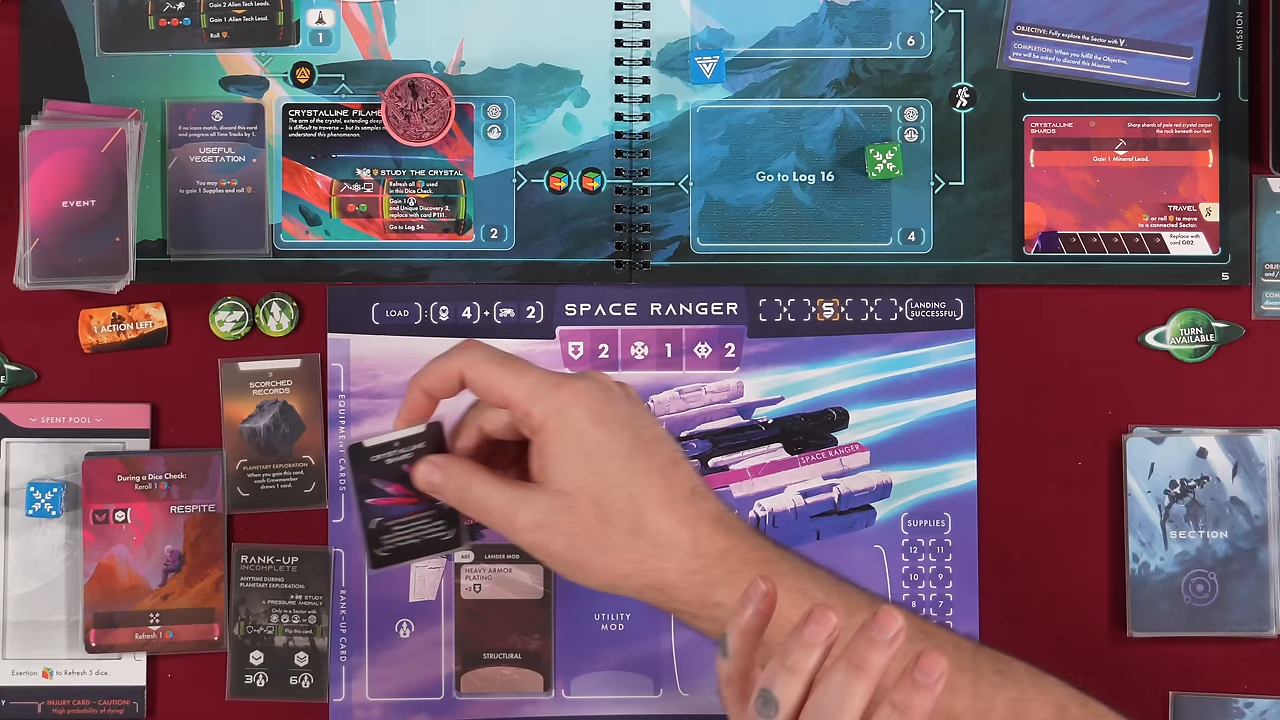 Gain 2 Alien Tech Leads.
Gain 1 Alien Tech Lead.
Roll
1
EVENT
If no icons match, discard this card
and progress all Time Tracks by 1.
USEFUL
VEGETATION
You may
to gain 1 Supplies and roll
CRYSTALLINE FILAME
The arm of the crystal, extending deep
is difficult to traverse – but its samples
understand this phenomenon.
STUDY THE CRYSTAL
Refresh all used
in this Dice Check.
Gain 1
and Unique Discovery 2,
replace with card P111.
Go to Log 54.
2
6
Go to Log 16
4
OBJECTIVE: Fully explore the Sector with
COMPLETION: When you fulfill the Objective,
you will be asked to discard this Mission.
MISSION
CRYSTALLINE
SHARDS
Sharp shards of pale red crystal carpet
the rock beneath our feet.
Gain 1 Mineral Lead.
TRAVEL
or roll to move
to a connected Sector.
Replace with
card G02
5
1 ACTION LEFT
LOAD : 4 + 2
SPACE RANGER
S
LANDING
SUCCESSFUL
2 1 2
TURN
AVAILABLE
SPENT POOL
During a Dice Check:
Reroll 1
RESPITE
Refresh 1
Exertion: to Refresh 5 dice.
INJURY CARD – CAUTION!
High probability of dying!
3
SCORCHED
RECORDS
PLANETARY EXPLORATION
When you gain this card,
each Crewmember
draws 1 card.
EQUIPMENT CARDS
RANK-UP
INCOMPLETE
ANYTIME DURING
PLANETARY EXPLORATION:
STUDY
A PRESSURE ANOMALY
Only in a Sector with
Flip this card.
3 6
RANK-UP CARD
A01 LANDER MOD
HEAVY ARMOR
PLATING
+2
STRUCTURAL
UTILITY
MOD
SPACE RANGER
SUPPLIES
12 11
10 9
8 7
SECTION